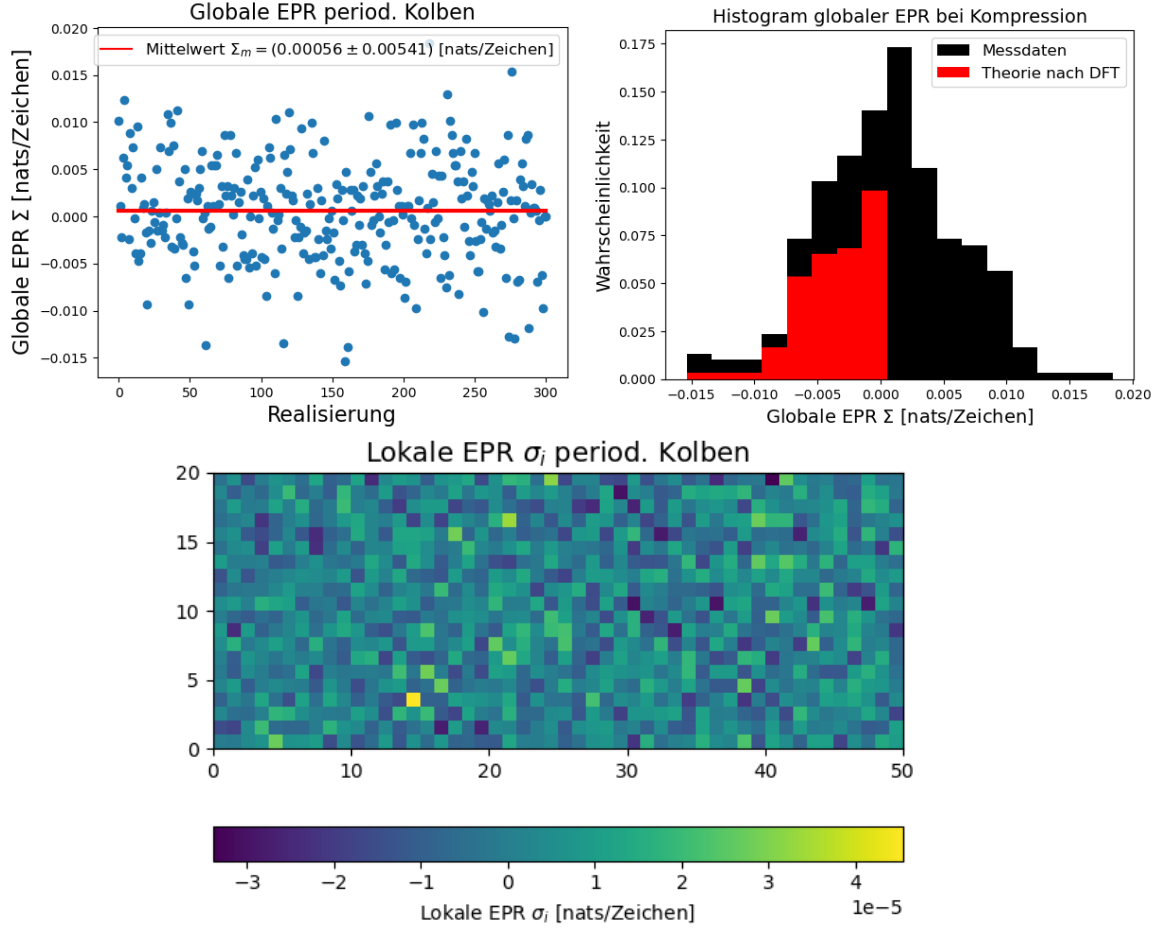 Globale EPR period. Kolben
Globale EPR Σ [nats/Zeichen]
0.020
0.015
0.010
0.005
0.000
−0.005
−0.010
−0.015
Mittelwert Σm = (0.00056 ± 0.00541) [nats/Zeichen]
0 50 100 150 200 250 300
Realisierung
Histogram globaler EPR bei Kompression
Wahrscheinlichkeit
0.175
0.150
0.125
0.100
0.075
0.050
0.025
0.000
Messdaten
Theorie nach DFT
−0.015 −0.010 −0.005 0.000 0.005 0.010 0.015 0.020
Globale EPR Σ [nats/Zeichen]
Lokale EPR σi period. Kolben
20
15
10
5
0
0 10 20 30 40 50
−3 −2 −1 0 1 2 3 4
1e−5
Lokale EPR σi [nats/Zeichen]